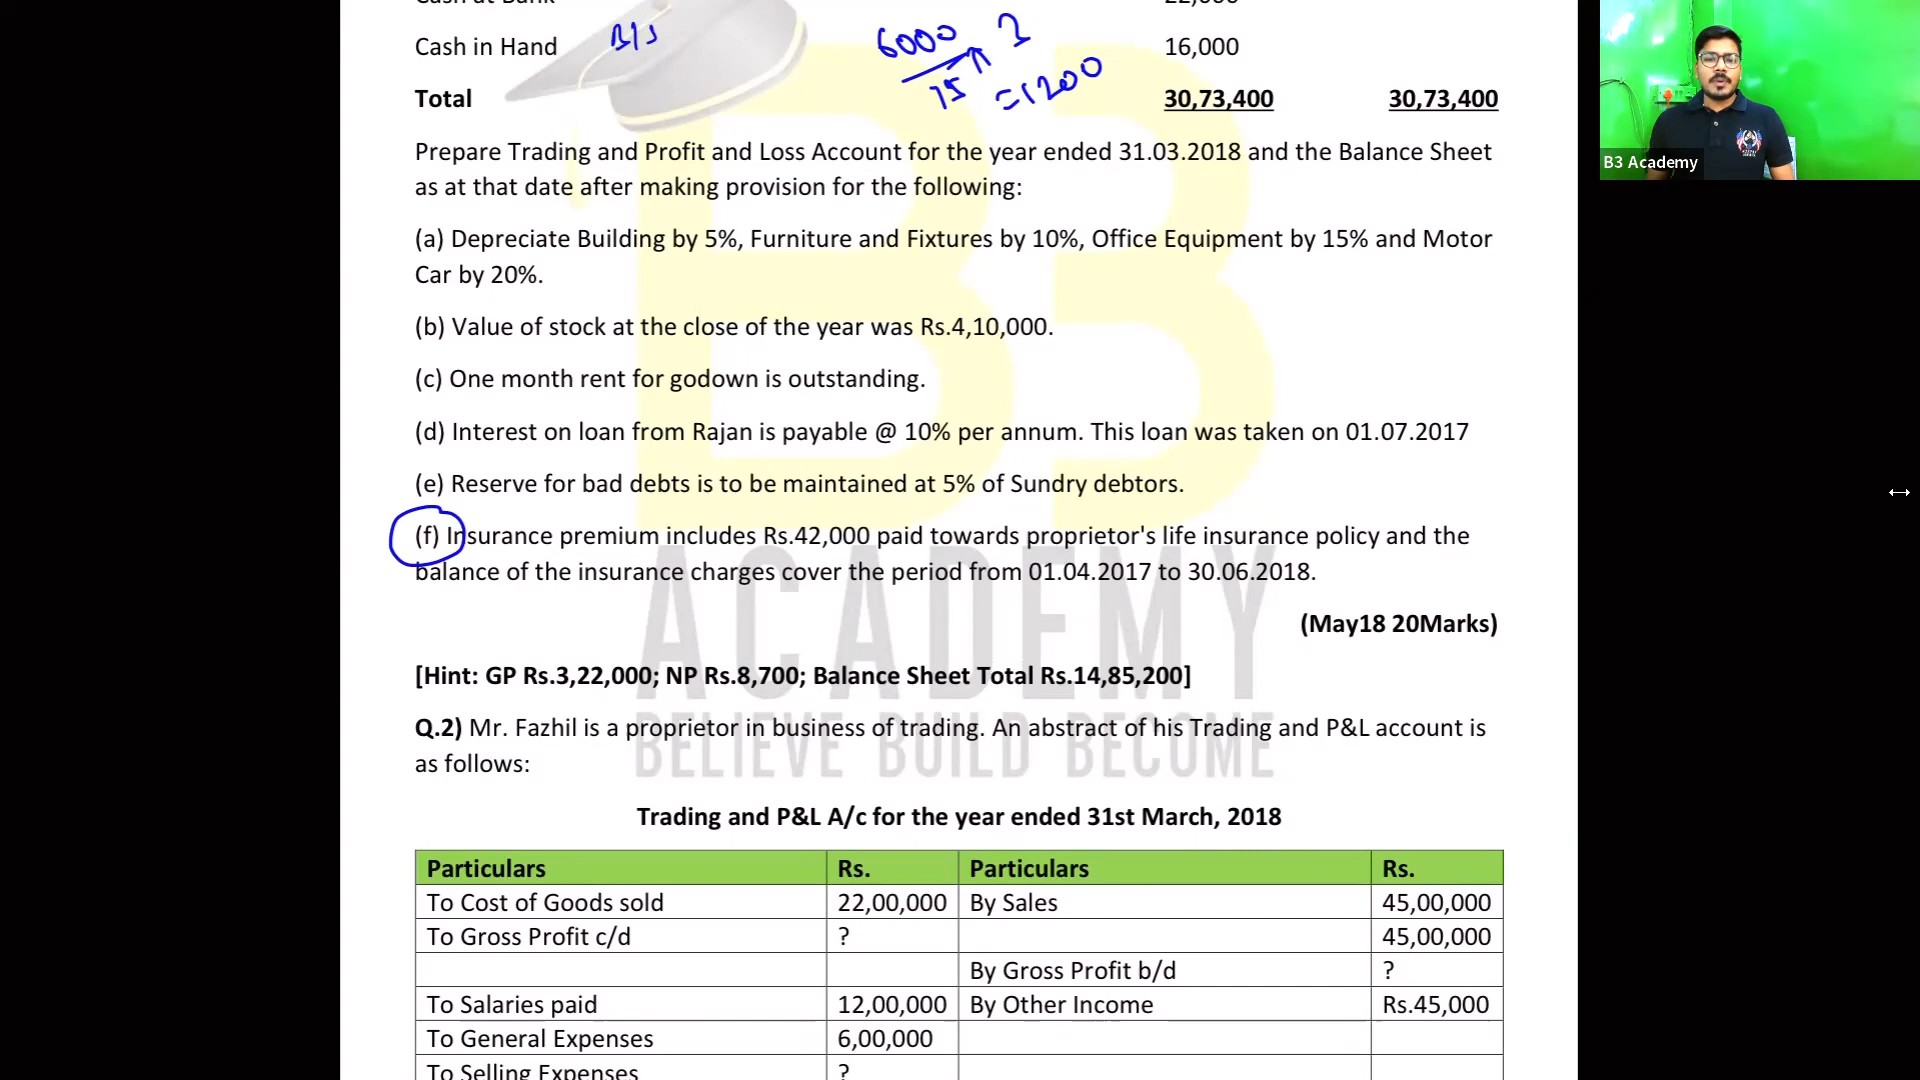 Cash at Bank 22,000
Cash in Hand B/S 16,000
6000 3
15 =1200
Total 30,73,400 30,73,400
Prepare Trading and Profit and Loss Account for the year ended 31.03.2018 and the Balance Sheet
as at that date after making provision for the following:
(a) Depreciate Building by 5%, Furniture and Fixtures by 10%, Office Equipment by 15% and Motor
Car by 20%.
(b) Value of stock at the close of the year was Rs.4,10,000.
(c) One month rent for godown is outstanding.
(d) Interest on loan from Rajan is payable @ 10% per annum. This loan was taken on 01.07.2017
(e) Reserve for bad debts is to be maintained at 5% of Sundry debtors.
(f) Insurance premium includes Rs.42,000 paid towards proprietor's life insurance policy and the
balance of the insurance charges cover the period from 01.04.2017 to 30.06.2018.
(May18 20Marks)
[Hint: GP Rs.3,22,000; NP Rs.8,700; Balance Sheet Total Rs.14,85,200]
Q.2) Mr. Fazhil is a proprietor in business of trading. An abstract of his Trading and P&L account is
as follows:
Trading and P&L A/c for the year ended 31st March, 2018
Particulars Rs. Particulars Rs.
To Cost of Goods sold 22,00,000 By Sales 45,00,000
To Gross Profit c/d ? 45,00,000
By Gross Profit b/d ?
To Salaries paid 12,00,000 By Other Income Rs.45,000
To General Expenses 6,00,000
To Selling Expenses ?
B3
ACADEMY
BELIEVE BUILD BECOME
B3 Academy